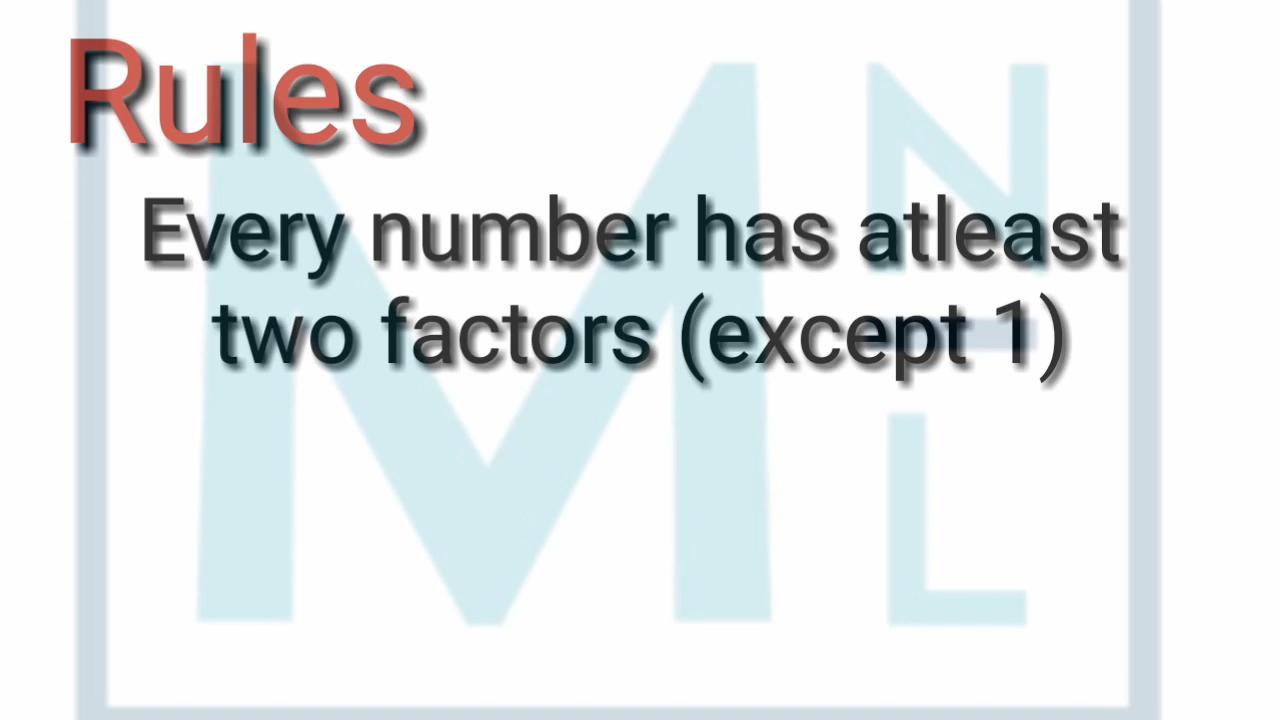 Rules
Every number has atleast
two factors (except 1)
M
N
L